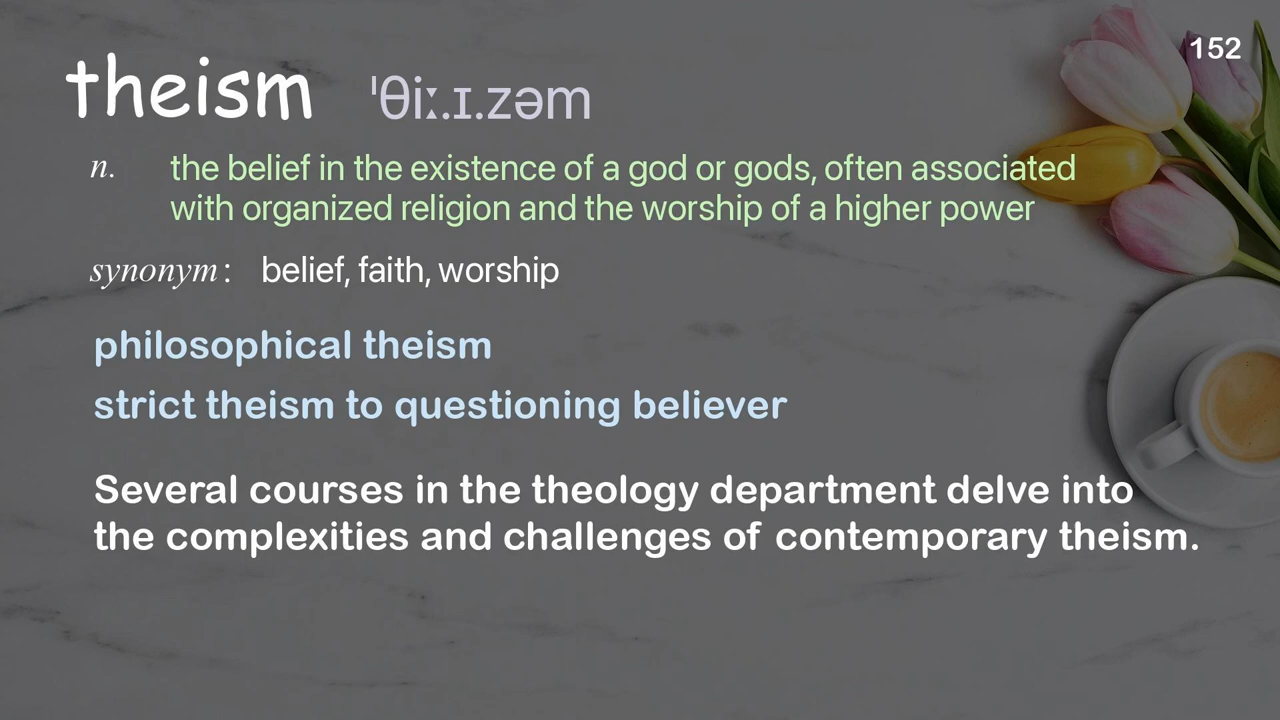 152
theism ˈθiː.ɪ.zəm
n. the belief in the existence of a god or gods, often associated
with organized religion and the worship of a higher power
synonym: belief, faith, worship
philosophical theism
strict theism to questioning believer
Several courses in the theology department delve into
the complexities and challenges of contemporary theism.